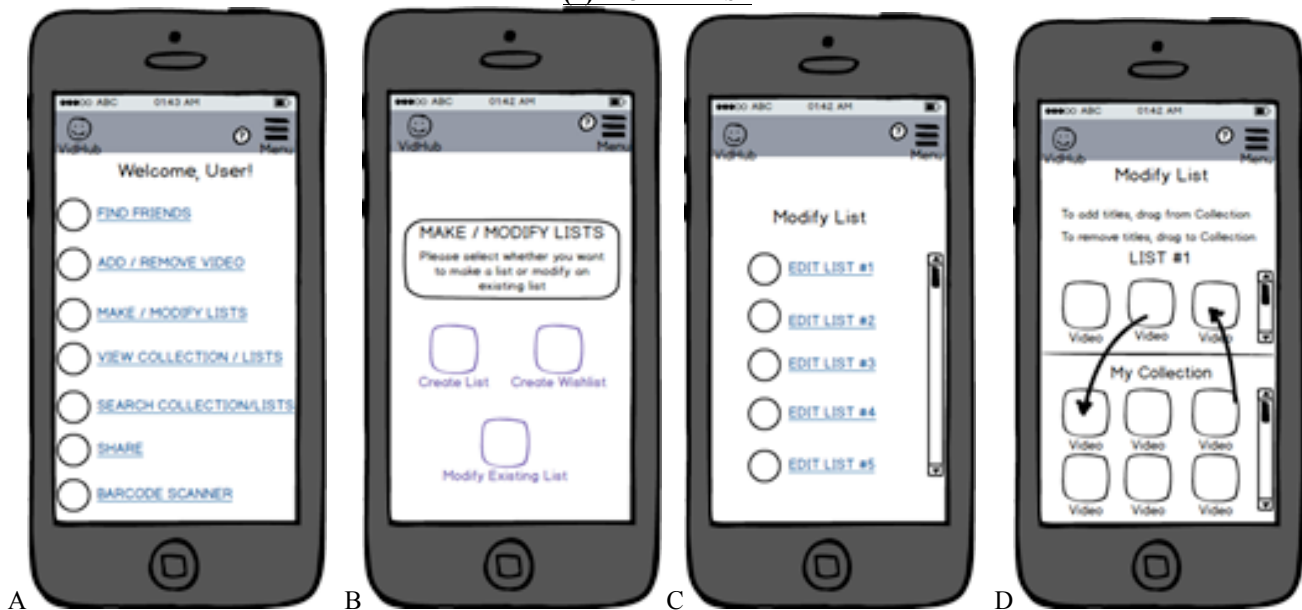 ABC 01:43 AM
VidHub
?
Menu
Welcome, User!
FIND FRIENDS
ADD / REMOVE VIDEO
MAKE / MODIFY LISTS
VIEW COLLECTION / LISTS
SEARCH COLLECTION/LISTS
SHARE
BARCODE SCANNER
A
ABC 01:42 AM
VidHub
?
Menu
MAKE / MODIFY LISTS
Please select whether you want
to make a list or modify an
existing list
Create List Create Wishlist
Modify Existing List
B
ABC 01:42 AM
VidHub
?
Menu
Modify List
EDIT LIST #1
EDIT LIST #2
EDIT LIST #3
EDIT LIST #4
EDIT LIST #5
C
ABC 01:42 AM
VidHub
?
Menu
Modify List
To add titles, drag from Collection
To remove titles, drag to Collection
LIST #1
Video Video Video
My Collection
Video Video Video
Video Video Video
D